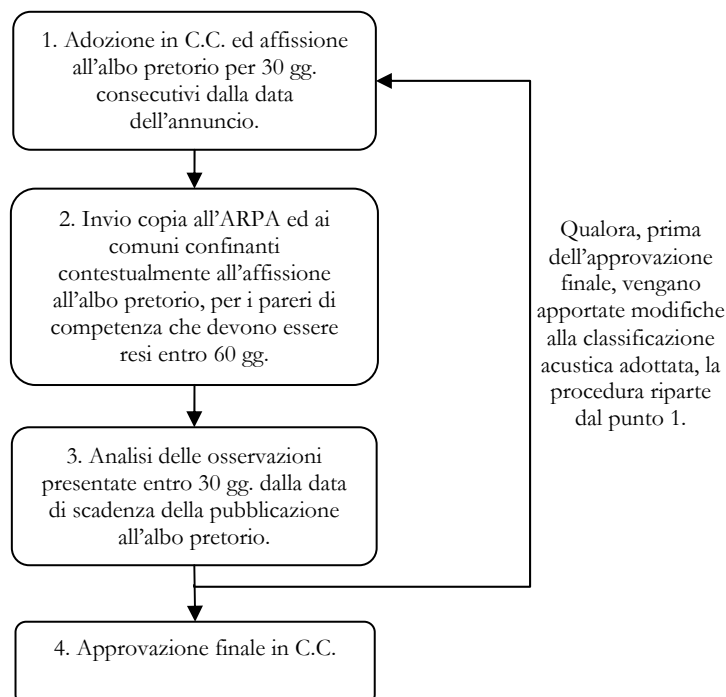 1. Adozione in C.C. ed affissione
all'albo pretorio per 30 gg.
consecutivi dalla data
dell'annuncio.
2. Invio copia all'ARPA ed ai
comuni confinanti
contestualmente all'affissione
all'albo pretorio, per i pareri di
competenza che devono essere
resi entro 60 gg.
3. Analisi delle osservazioni
presentate entro 30 gg. dalla data
di scadenza della pubblicazione
all'albo pretorio.
4. Approvazione finale in C.C.
Qualora, prima
dell'approvazione
finale, vengano
apportate modifiche
alla classificazione
acustica adottata, la
procedura riparte
dal punto 1.